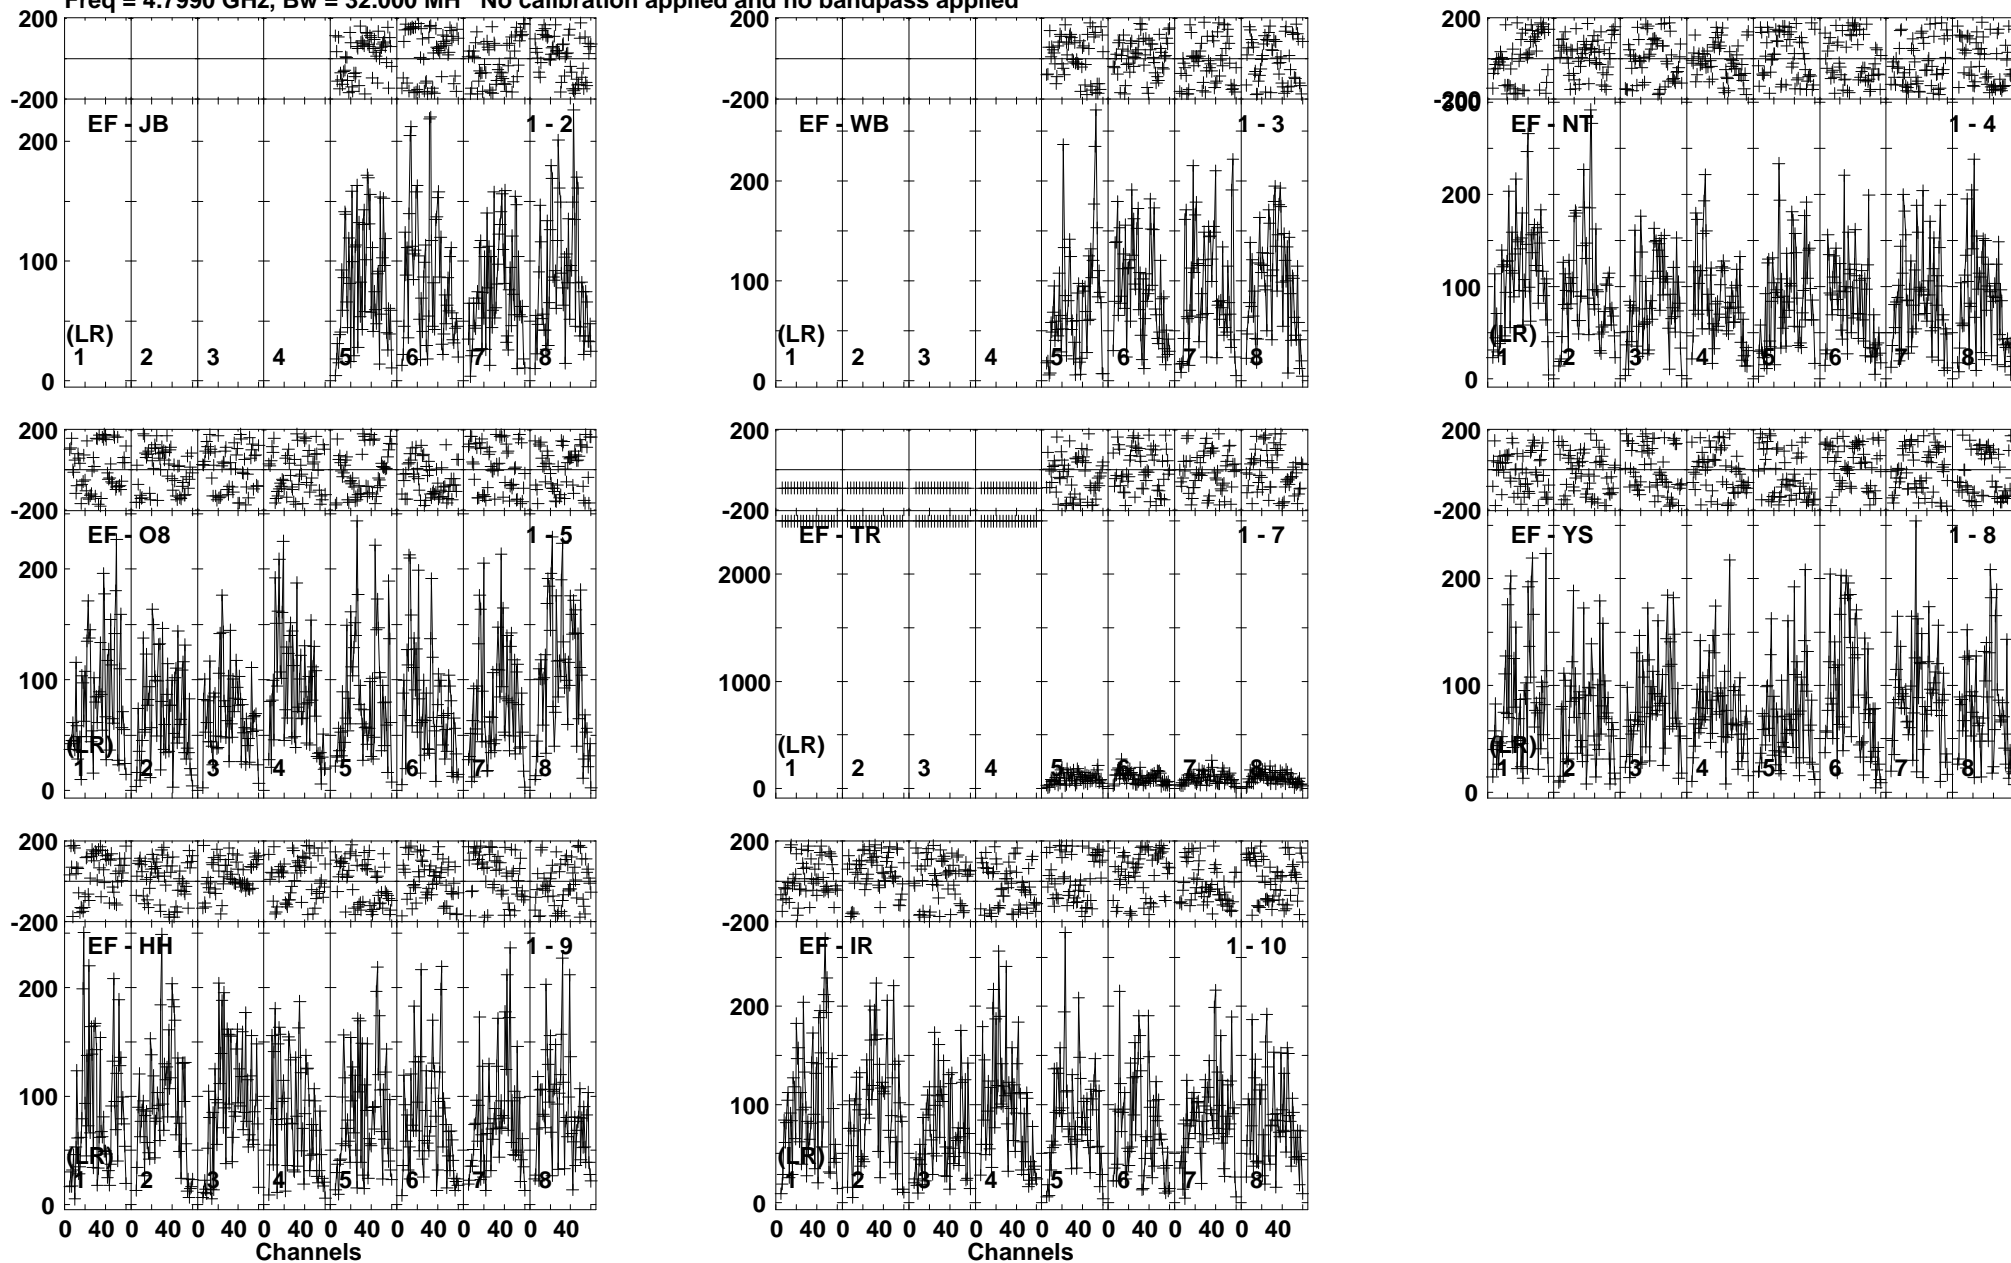 Freq = 4.7990 GHz, Bw = 32.000 MH No calibration applied and no bandpass applied
200
-200
EF - JB 1 - 2
200
100
0
(LR)
1 2 3 4 5 6 7 8
200
-200
EF - WB 1 - 3
200
100
0
(LR)
1 2 3 4 5 6 7 8
200
-200
300
EF - NT 1 - 4
200
100
0
(LR)
1 2 3 4 5 6 7 8
200
-200
EF - O8 1 - 5
200
100
0
(LR)
1 2 3 4 5 6 7 8
200
-200
EF - TR 1 - 7
2000
1000
0
(LR)
1 2 3 4 5 6 7 8
200
-200
EF - YS 1 - 8
200
100
0
(LR)
1 2 3 4 5 6 7 8
200
-200
EF - HH 1 - 9
200
100
0
(LR)
1 2 3 4 5 6 7 8
0 40 0 40 0 40 0 40 0 40 0 40 0 40 0 40
Channels
200
-200
EF - IR 1 - 10
200
100
0
(LR)
1 2 3 4 5 6 7 8
0 40 0 40 0 40 0 40 0 40 0 40 0 40 0 40
Channels